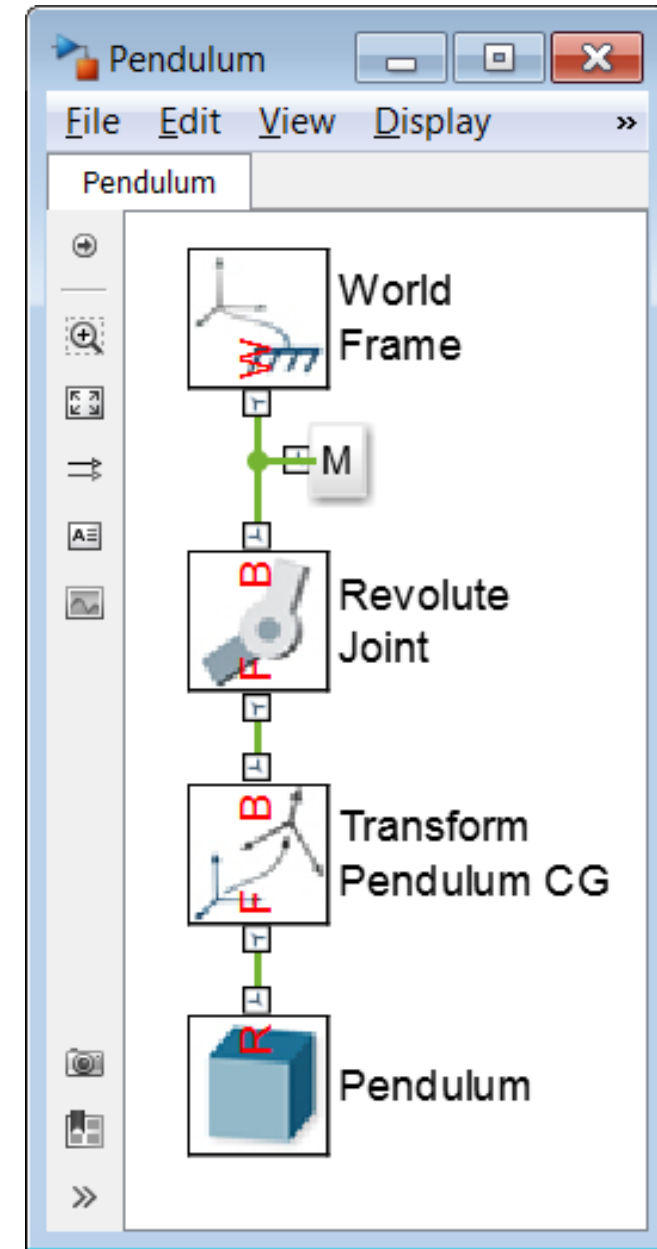 Pendulum
File Edit View Display »
Pendulum
W
World
Frame
M
B
F
Revolute
Joint
B
F
Transform
Pendulum CG
R
Pendulum